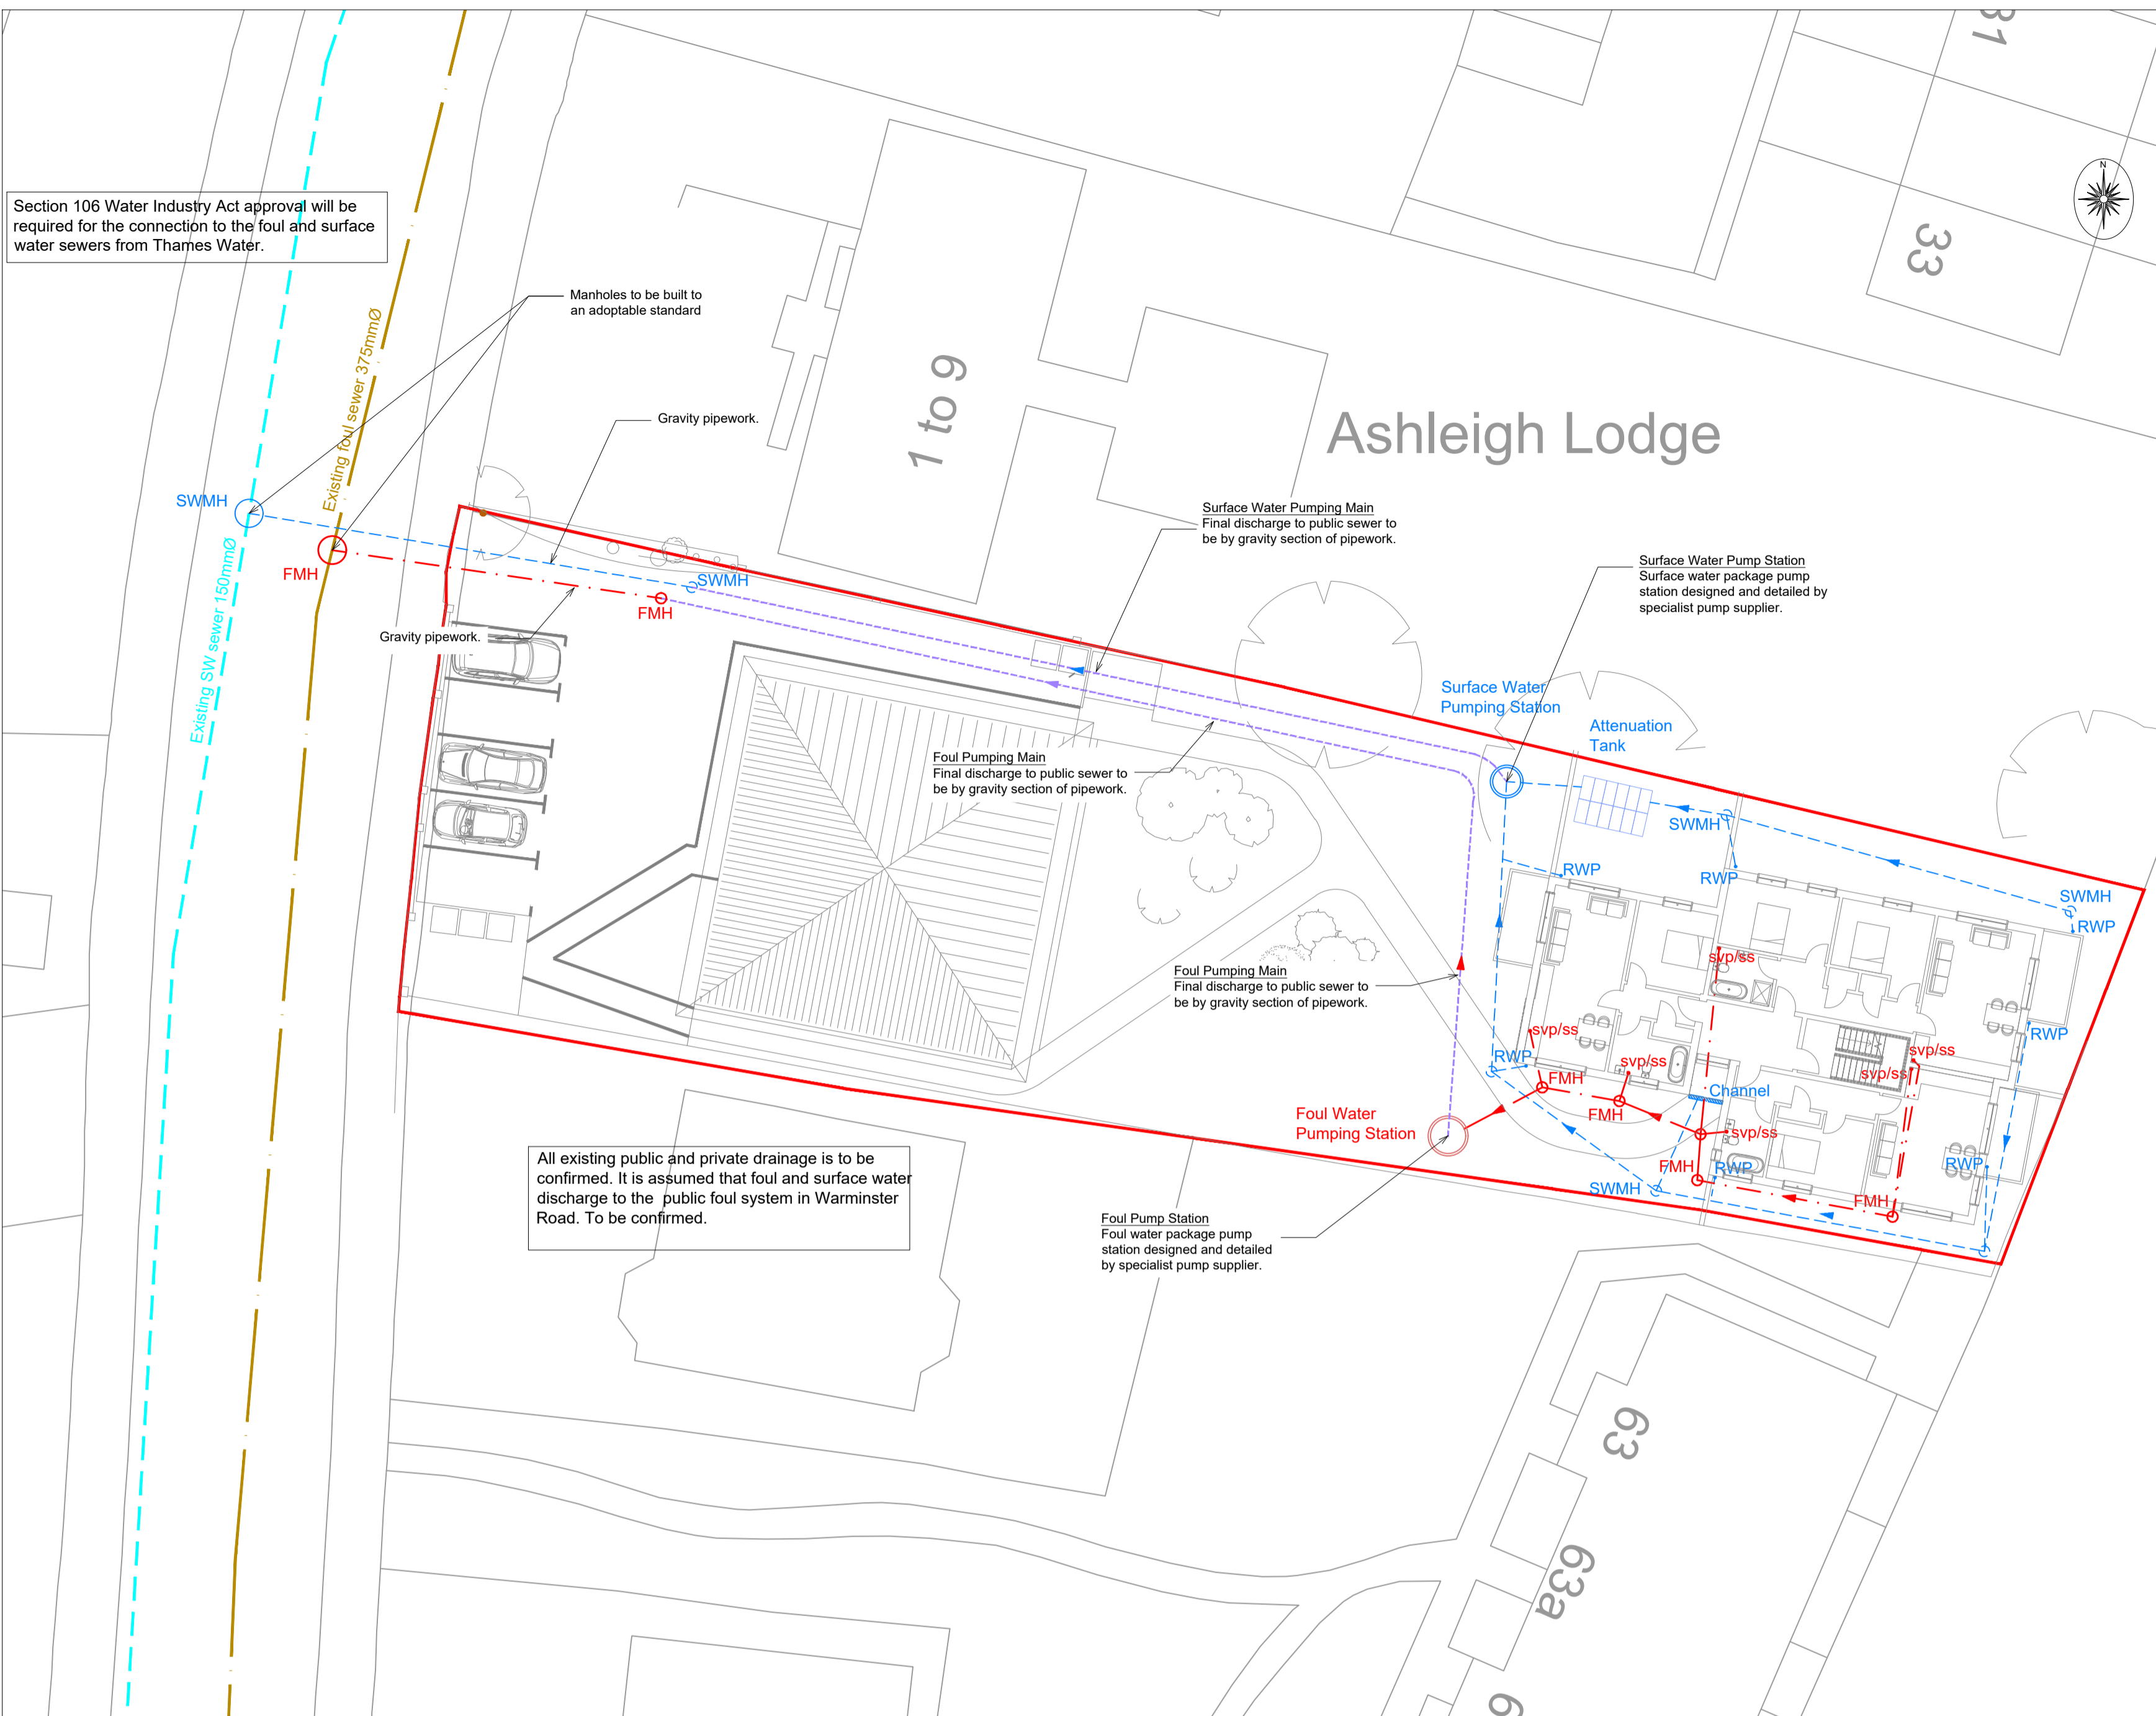 31
N
33
Section 106 Water Industry Act approval will be
required for the connection to the foul and surface
water sewers from Thames Water.
Manholes to be built to
an adoptable standard
Existing foul sewer 375mmØ
1 to 9
Gravity pipework.
Ashleigh Lodge
SWMH
FMH
Existing SW sewer 150mmØ
Surface Water Pumping Main
Final discharge to public sewer to
be by gravity section of pipework.
SWMH
FMH
Gravity pipework.
Surface Water Pump Station
Surface water package pump
station designed and detailed by
specialist pump supplier.
Surface Water
Pumping Station
Attenuation
Tank
Foul Pumping Main
Final discharge to public sewer to
be by gravity section of pipework.
SWMH
RWP
RWP
SWMH
RWP
svp/ss
Foul Pumping Main
Final discharge to public sewer to
be by gravity section of pipework.
svp/ss
RWP
RWP
svp/ss
svp/ss
svp/ss
FMH
Channel
FMH
Foul Water
Pumping Station
svp/ss
FMH
RWP
RWP
SWMH
FMH
All existing public and private drainage is to be
confirmed. It is assumed that foul and surface water
discharge to the public foul system in Warminster
Road. To be confirmed.
Foul Pump Station
Foul water package pump
station designed and detailed
by specialist pump supplier.
63
63a
6